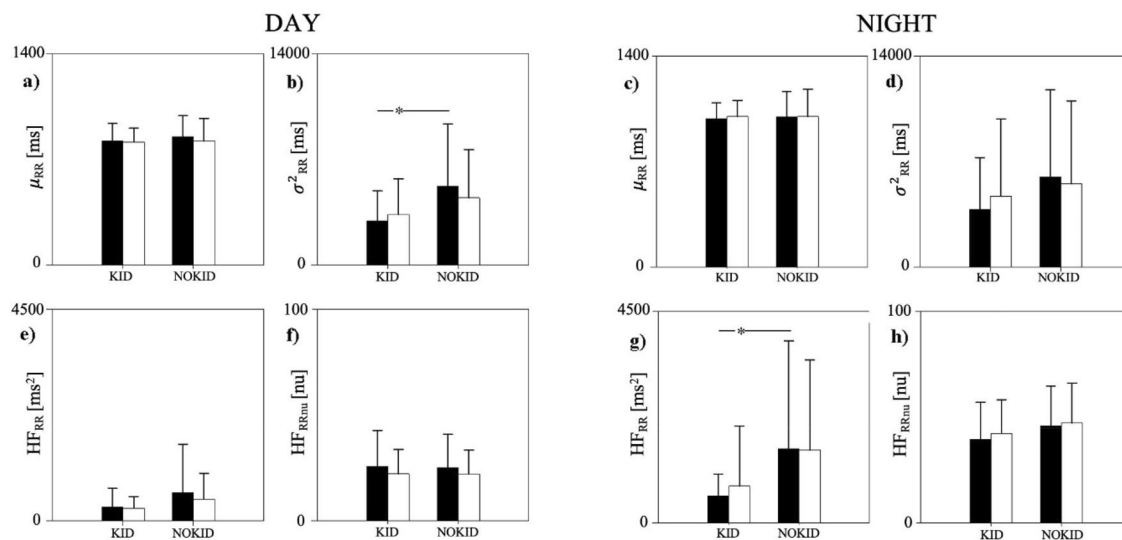 DAY
NIGHT
a)
1400
μRR [ms]
0
KID NOKID
b)
14000
σ²RR [ms]
*
0
KID NOKID
c)
1400
μRR [ms]
0
KID NOKID
d)
14000
σ²RR [ms]
0
KID NOKID
e)
4500
HFRR [ms²]
0
KID NOKID
f)
100
HFRRnu [nu]
0
KID NOKID
g)
4500
HFRR [ms²]
*
0
KID NOKID
h)
100
HFRRnu [nu]
0
KID NOKID